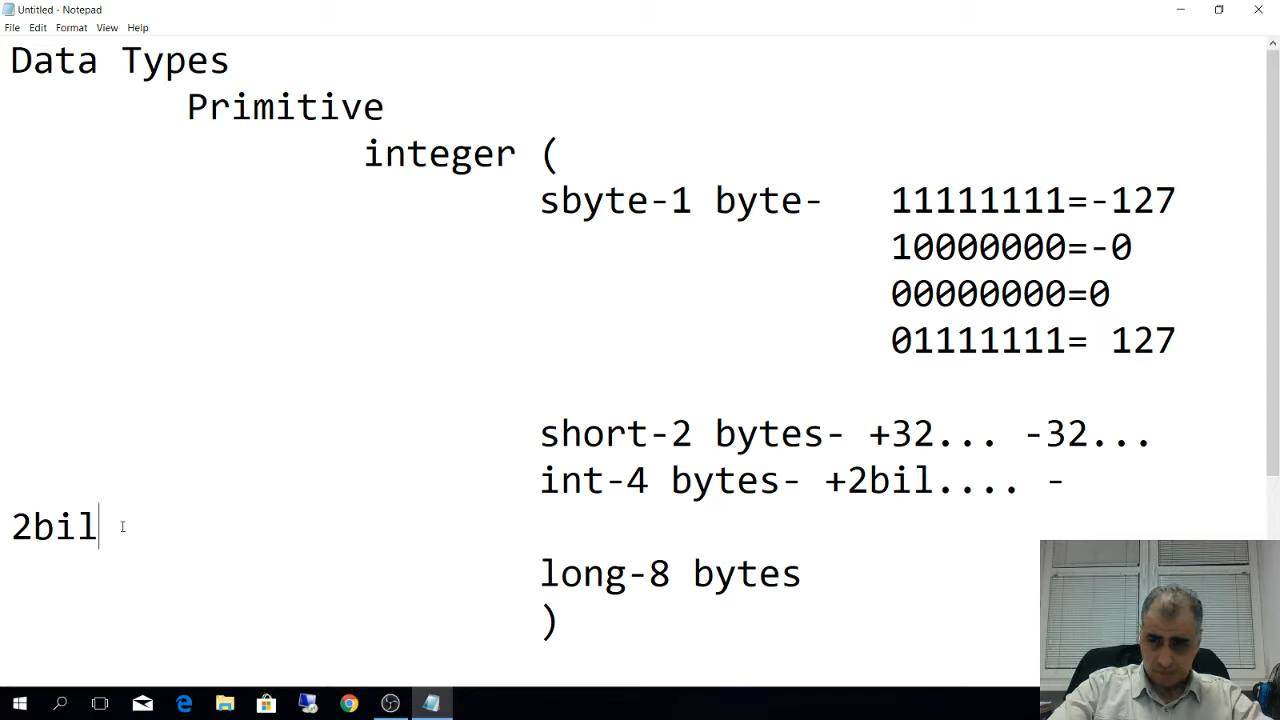 Untitled - Notepad
File Edit Format View Help
Data Types
Primitive
integer (
sbyte-1 byte- 11111111=-127
10000000=-0
00000000=0
01111111= 127
short-2 bytes- +32... -32...
int-4 bytes- +2bil.... -
2bil
long-8 bytes
)